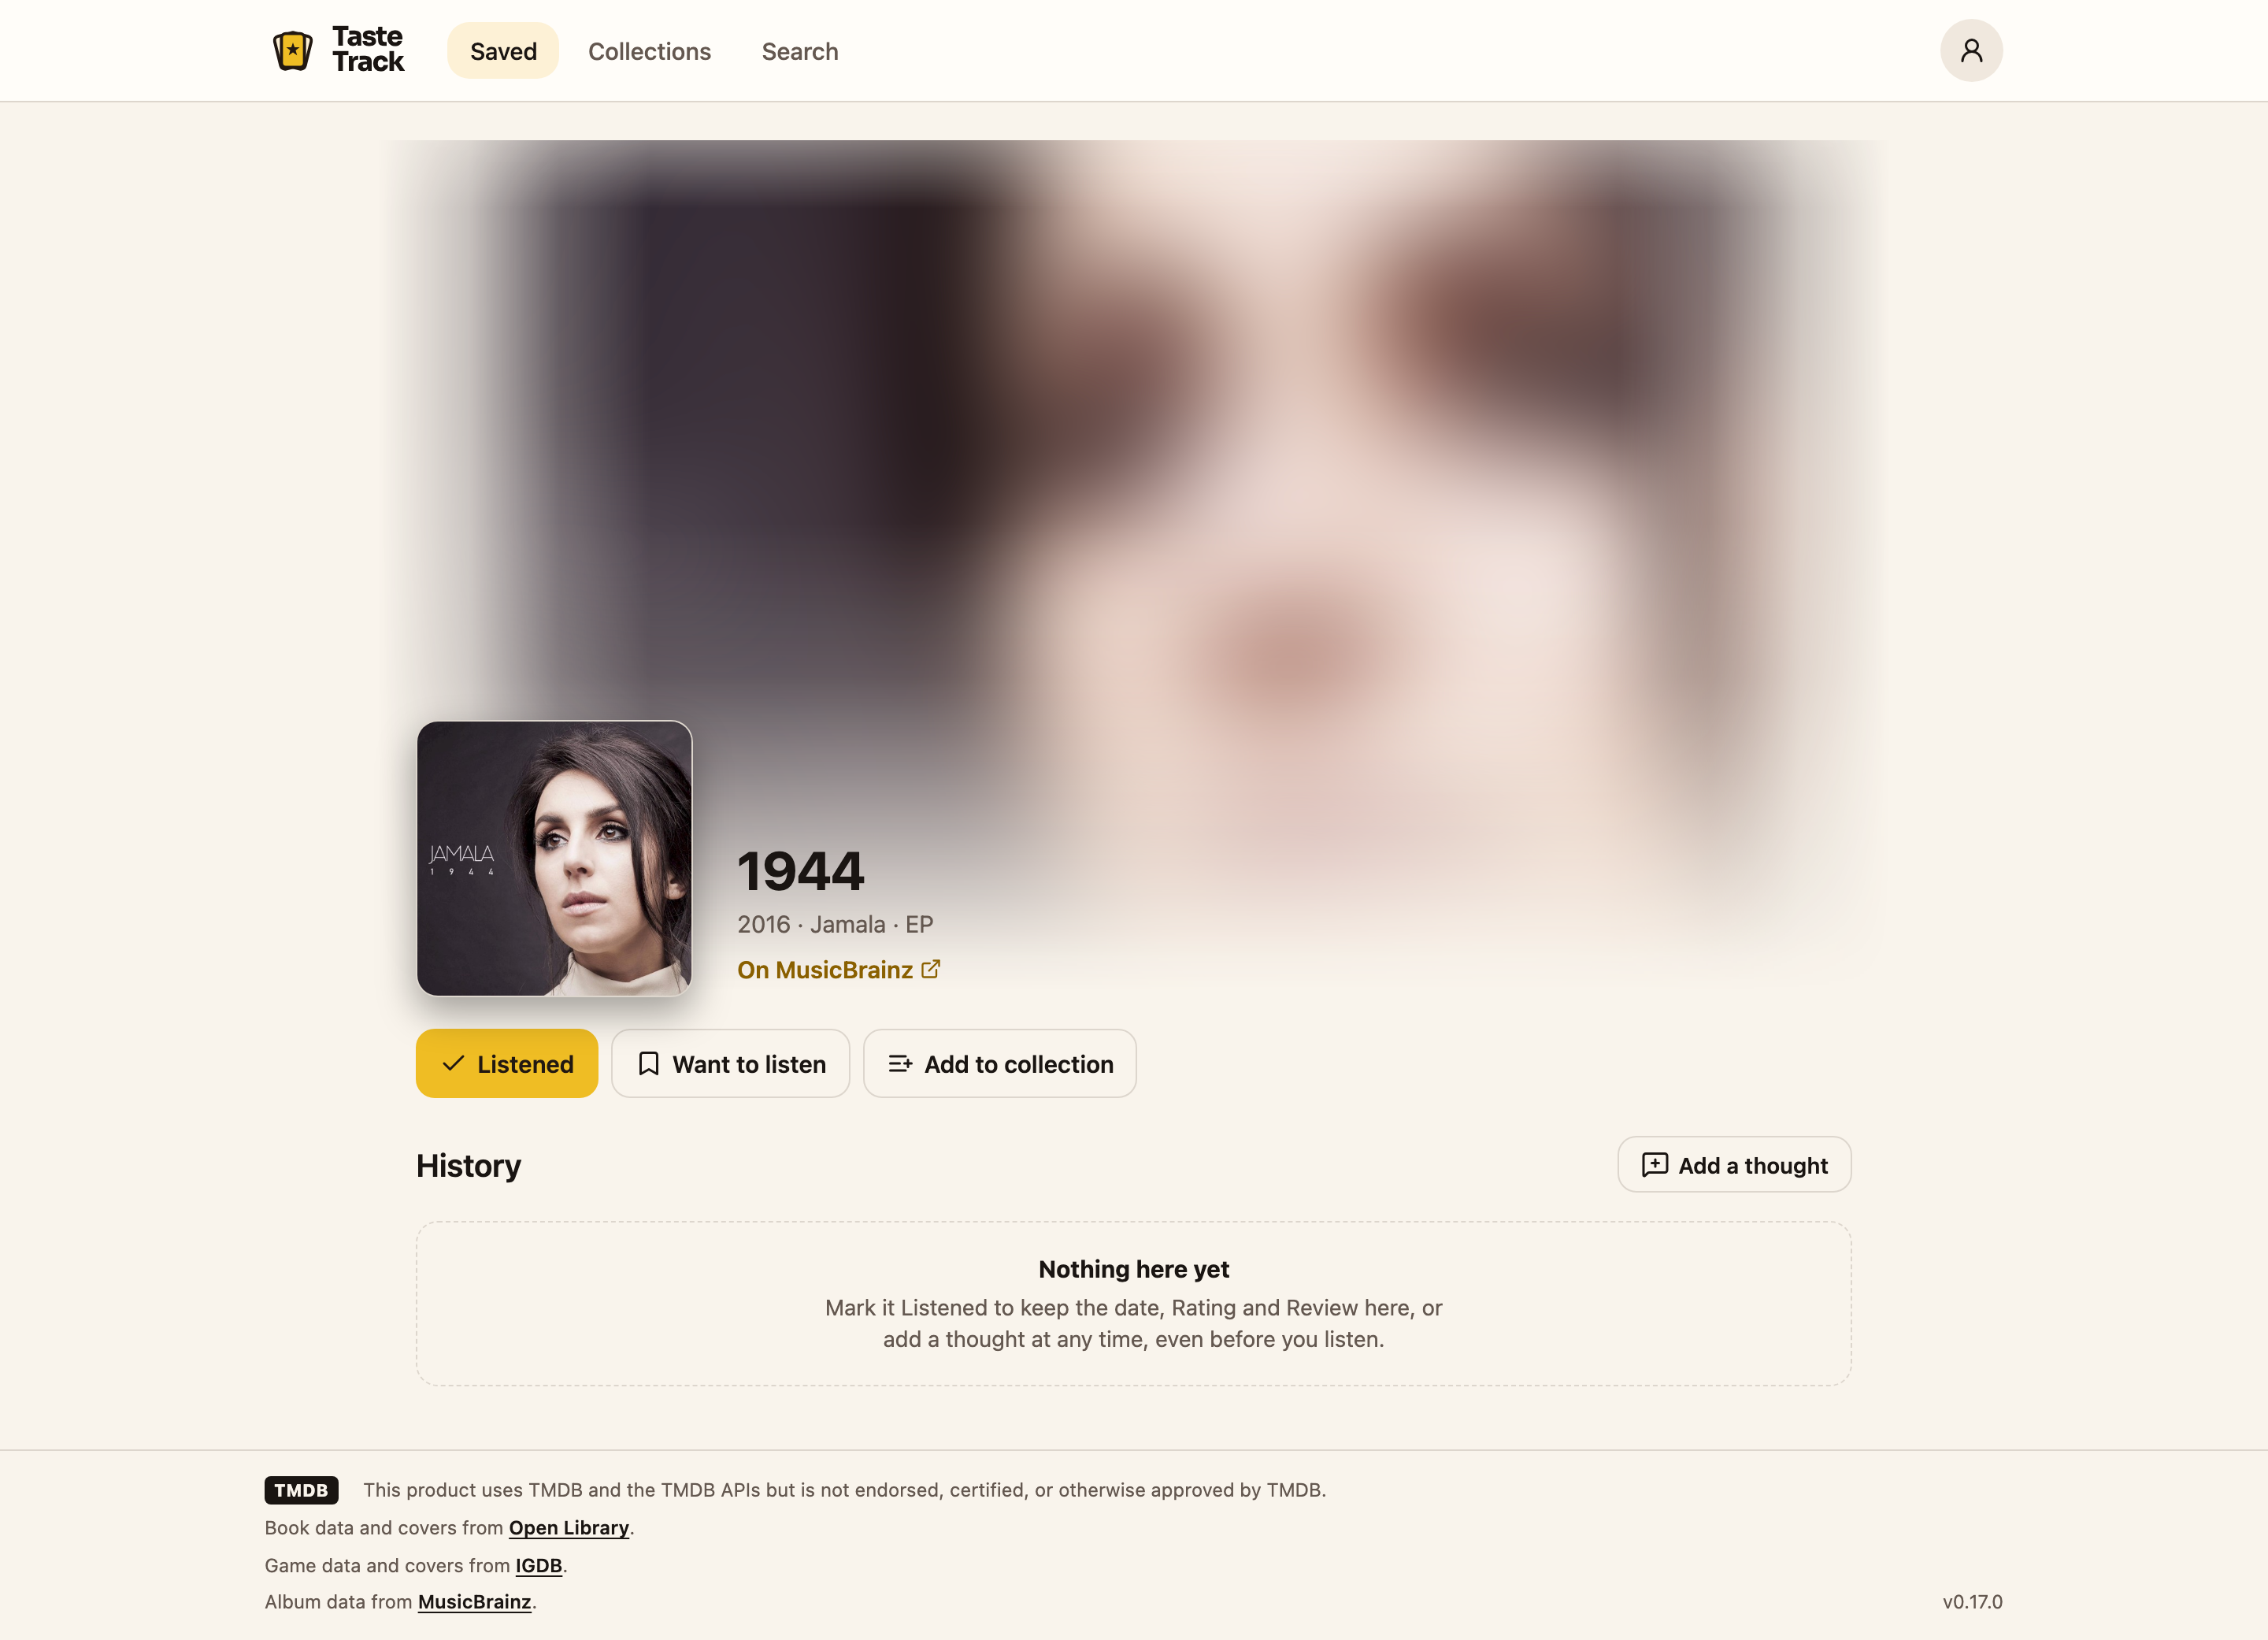 Taste
Track
Saved
Collections
Search
JAMALA
1 9 4 4
1944
2016 · Jamala · EP
On MusicBrainz
Listened
Want to listen
Add to collection
History
Add a thought
Nothing here yet
Mark it Listened to keep the date, Rating and Review here, or
add a thought at any time, even before you listen.
TMDB
This product uses TMDB and the TMDB APIs but is not endorsed, certified, or otherwise approved by TMDB.
Book data and covers from Open Library.
Game data and covers from IGDB.
Album data from MusicBrainz.
v0.17.0